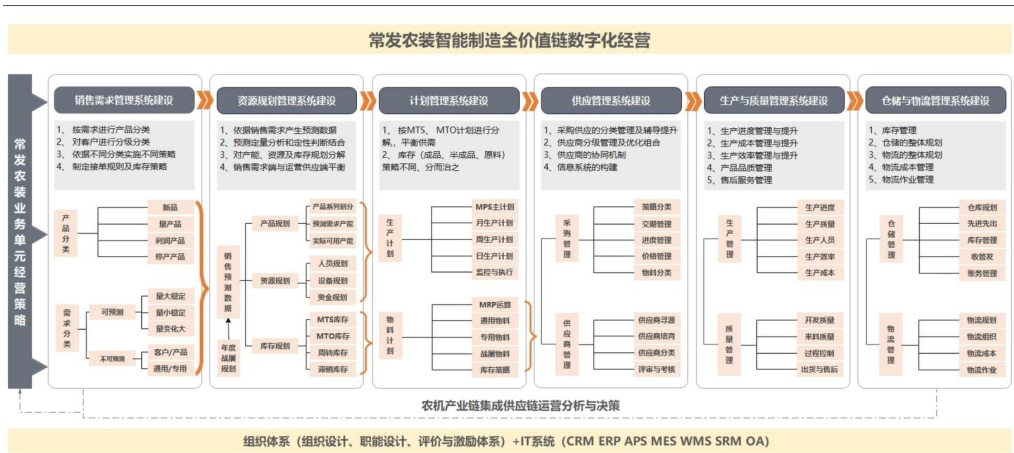 常发农装智能制造全价值链数字化经营
常发农装业务单元经营策略
销售需求管理系统建设
1、 按需求进行产品分类
2、 对客户进行分级分类
3、 依据不同分类实施不同策略
4、 制定接单规则及库存策略
产品分类
新品
量产品
利润产品
停产产品
需求分类
可预测
量大稳定
量小稳定
量变化大
不可预测
客户/产品
通用/专用
资源规划管理系统建设
1、依据销售需求产生预测数据
2、预测定量分析和定性判断结合
3、对产能、资源及库存规划分解
4、销售需求端与运营供应端平衡
销售预测数据
年度战展规划
产品规划
产品系列划分
预测需求产能
实际可用产能
资源规划
人员规划
设备规划
资金规划
库存规划
MTS库存
MTO库存
周转库存
滞销库存
计划管理系统建设
1、 按MTS、 MTO计划进行分
解,，平衡供需
2、 库存（成品、半成品、原料）
策略不同、分而治之
生产计划
MPS主计划
月生产计划
周生产计划
日生产计划
监控与执行
物料计划
MRP运算
通用物料
专用物料
战展物料
库存策略
供应管理系统建设
1、采购供应的分类管理及辅导提升
2、供应商分级管理及优化组合
3、供应商的协同机制
4、信息系统的构建
采购管理
策略分类
交期管理
进度管理
价格管理
物料分类
供应商管理
供应商寻源
供应商培育
供应商分类
评审与考核
生产与质量管理系统建设
1、生产进度管理与提升
2、生产成本管理与提升
3、生产效率管理与提升
4、产品品质管理
5、售后服务管理
生产管理
生产进度
生产质量
生产人员
生产效率
生产成本
质量管理
开发质量
来料质量
过程控制
出货与售后
仓储与物流管理系统建设
1、库存管理
2、仓储的整体规划
3、物流的整体规划
4、物流成本管理
5、物流作业管理
仓储管理
仓库规划
先进先出
库存管理
收管发
账务管理
物流管理
物流规划
物流组织
物流成本
物流作业
农机产业链集成供应链运营分析与决策
组织体系（组织设计、职能设计、评价与激励体系）+IT系统（CRM ERP APS MES WMS SRM OA）